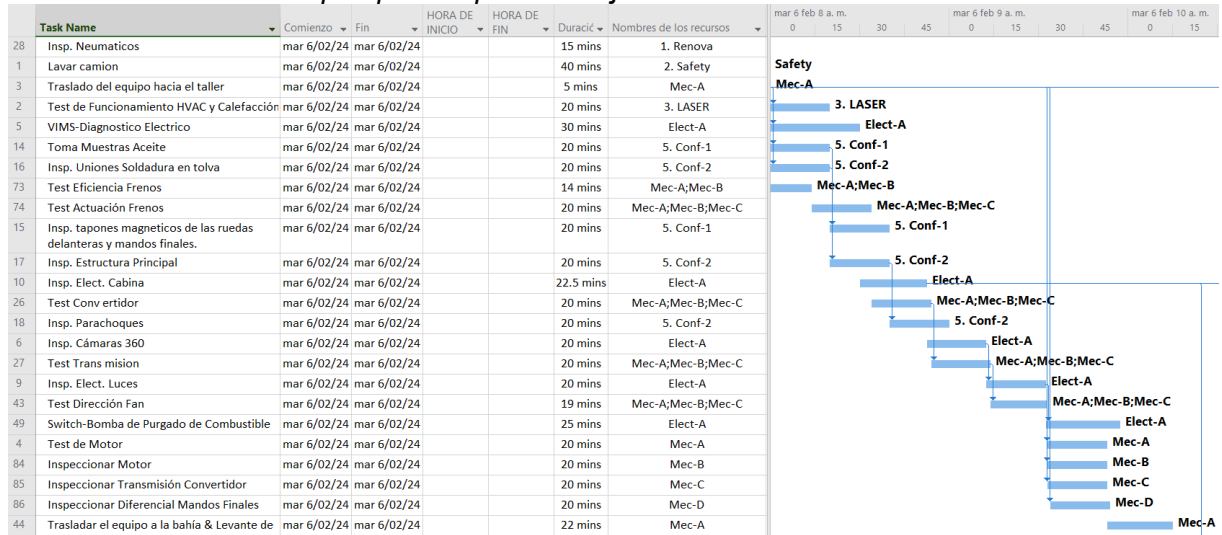 HORA DE HORA DE
Task Name Comienzo Fin INICIO FIN Duració Nombres de los recursos
mar 6 feb 8 a. m. mar 6 feb 9 a. m. mar 6 feb 10 a. m.
0 15 30 45 0 15 30 45 0 15
28 Insp. Neumaticos mar 6/02/24 mar 6/02/24 15 mins 1. Renova
1 Lavar camion mar 6/02/24 mar 6/02/24 40 mins 2. Safety Safety
3 Traslado del equipo hacia el taller mar 6/02/24 mar 6/02/24 5 mins Mec-A Mec-A
2 Test de Funcionamiento HVAC y Calefacción mar 6/02/24 mar 6/02/24 20 mins 3. LASER 3. LASER
5 VIMS-Diagnostico Electrico mar 6/02/24 mar 6/02/24 30 mins Elect-A Elect-A
14 Toma Muestras Aceite mar 6/02/24 mar 6/02/24 20 mins 5. Conf-1 5. Conf-1
16 Insp. Uniones Soldadura en tolva mar 6/02/24 mar 6/02/24 20 mins 5. Conf-2 5. Conf-2
73 Test Eficiencia Frenos mar 6/02/24 mar 6/02/24 14 mins Mec-A;Mec-B Mec-A;Mec-B
74 Test Actuación Frenos mar 6/02/24 mar 6/02/24 20 mins Mec-A;Mec-B;Mec-C Mec-A;Mec-B;Mec-C
15 Insp. tapones magneticos de las ruedas mar 6/02/24 mar 6/02/24 20 mins 5. Conf-1 5. Conf-1
delanteras y mandos finales.
17 Insp. Estructura Principal mar 6/02/24 mar 6/02/24 20 mins 5. Conf-2 5. Conf-2
10 Insp. Elect. Cabina mar 6/02/24 mar 6/02/24 22.5 mins Elect-A Elect-A
26 Test Conv ertidor mar 6/02/24 mar 6/02/24 20 mins Mec-A;Mec-B;Mec-C Mec-A;Mec-B;Mec-C
18 Insp. Parachoques mar 6/02/24 mar 6/02/24 20 mins 5. Conf-2 5. Conf-2
6 Insp. Cámaras 360 mar 6/02/24 mar 6/02/24 20 mins Elect-A Elect-A
27 Test Trans mision mar 6/02/24 mar 6/02/24 20 mins Mec-A;Mec-B;Mec-C Mec-A;Mec-B;Mec-C
9 Insp. Elect. Luces mar 6/02/24 mar 6/02/24 20 mins Elect-A Elect-A
43 Test Dirección Fan mar 6/02/24 mar 6/02/24 19 mins Mec-A;Mec-B;Mec-C Mec-A;Mec-B;Mec-C
49 Switch-Bomba de Purgado de Combustible mar 6/02/24 mar 6/02/24 25 mins Elect-A Elect-A
4 Test de Motor mar 6/02/24 mar 6/02/24 20 mins Mec-A Mec-A
84 Inspeccionar Motor mar 6/02/24 mar 6/02/24 20 mins Mec-B Mec-B
85 Inspeccionar Transmisión Convertidor mar 6/02/24 mar 6/02/24 20 mins Mec-C Mec-C
86 Inspeccionar Diferencial Mandos Finales mar 6/02/24 mar 6/02/24 20 mins Mec-D Mec-D
44 Trasladar el equipo a la bahía & Levante de mar 6/02/24 mar 6/02/24 22 mins Mec-A Mec-A